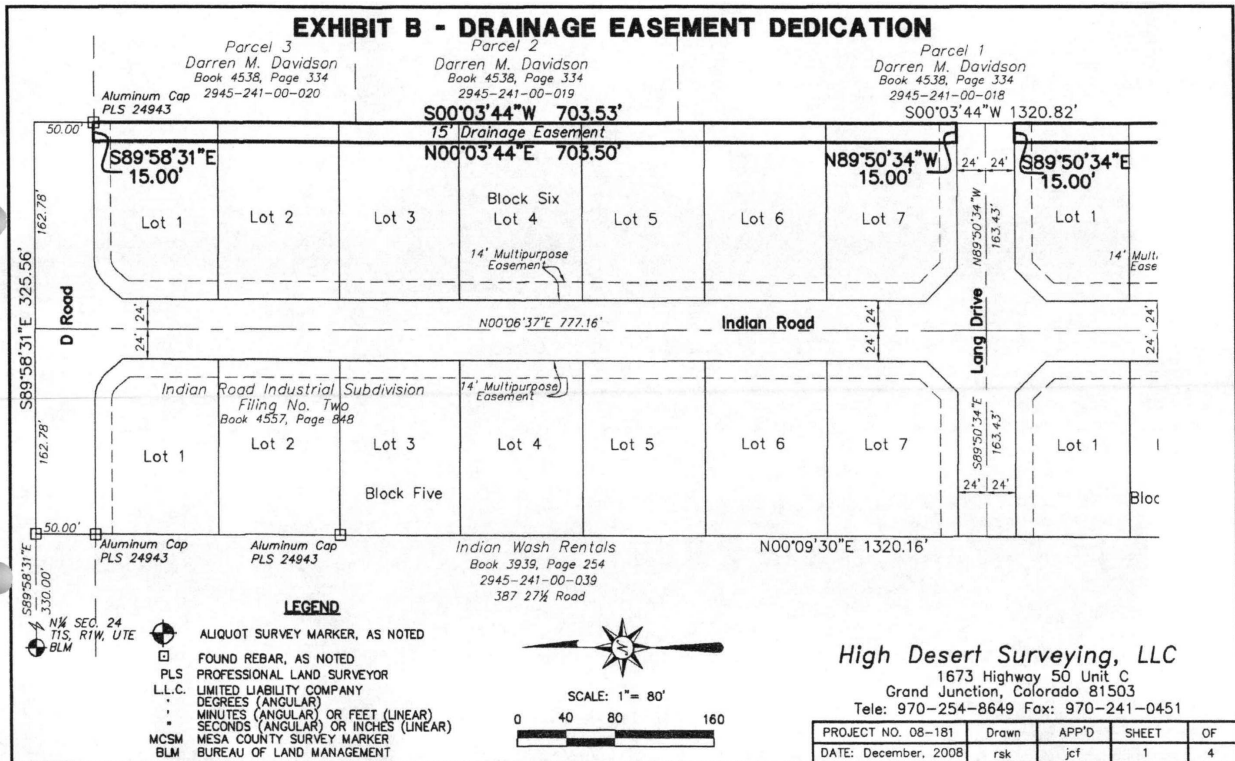 EXHIBIT B - DRAINAGE EASEMENT DEDICATION
Parcel 3
Darren M. Davidson
Book 4538, Page 334
2945-241-00-020
Parcel 2
Darren M. Davidson
Book 4538, Page 334
2945-241-00-019
Parcel 1
Darren M. Davidson
Book 4538, Page 334
2945-241-00-018
Aluminum Cap
PLS 24943
S00°03'44"W 703.53'
S00°03'44"W 1320.82'
50.00'
15' Drainage Easement
N00°03'44"E 703.50'
S89°58'31"E
15.00'
N89°50'34"W
15.00'
24' 24'
S89°50'34"E
15.00'
162.78'
Block Six
Lot 1
Lot 2
Lot 3
Lot 4
Lot 5
Lot 6
Lot 7
Lot 1
N89°50'34"W
163.43'
14' Multipurpose
Easement
14' Mult
Ease
S89°58'31"E 325.56'
D Road
24'
24'
N00°06'37"E 777.16'
Indian Road
24'
24'
Lang Drive
24'
24'
Indian Road Industrial Subdivision
Filing No. Two
Book 4557, Page 848
14' Multipurpose
Easement
162.78'
Lot 1
Lot 2
Lot 3
Lot 4
Lot 5
Lot 6
Lot 7
Lot 1
S89°50'34"E
163.43'
24' 24'
Block Five
Bloc
50.00'
Aluminum Cap
PLS 24943
Aluminum Cap
PLS 24943
Indian Wash Rentals
Book 3939, Page 254
2945-241-00-039
387 27½ Road
N00°09'30"E 1320.16'
S89°58'31"E
330.00'
N¼ SEC. 24
T1S, R1W, UTE
BLM
LEGEND
ALIQUOT SURVEY MARKER, AS NOTED
FOUND REBAR, AS NOTED
PLS PROFESSIONAL LAND SURVEYOR
L.L.C. LIMITED LIABILITY COMPANY
° DEGREES (ANGULAR)
' MINUTES (ANGULAR) OR FEET (LINEAR)
" SECONDS (ANGULAR) OR INCHES (LINEAR)
MCSM MESA COUNTY SURVEY MARKER
BLM BUREAU OF LAND MANAGEMENT
SCALE: 1"= 80'
0 40 80 160
High Desert Surveying, LLC
1673 Highway 50 Unit C
Grand Junction, Colorado 81503
Tele: 970-254-8649 Fax: 970-241-0451
PROJECT NO. 08-181 Drawn APP'D SHEET OF
DATE: December, 2008 rsk jcf 1 4